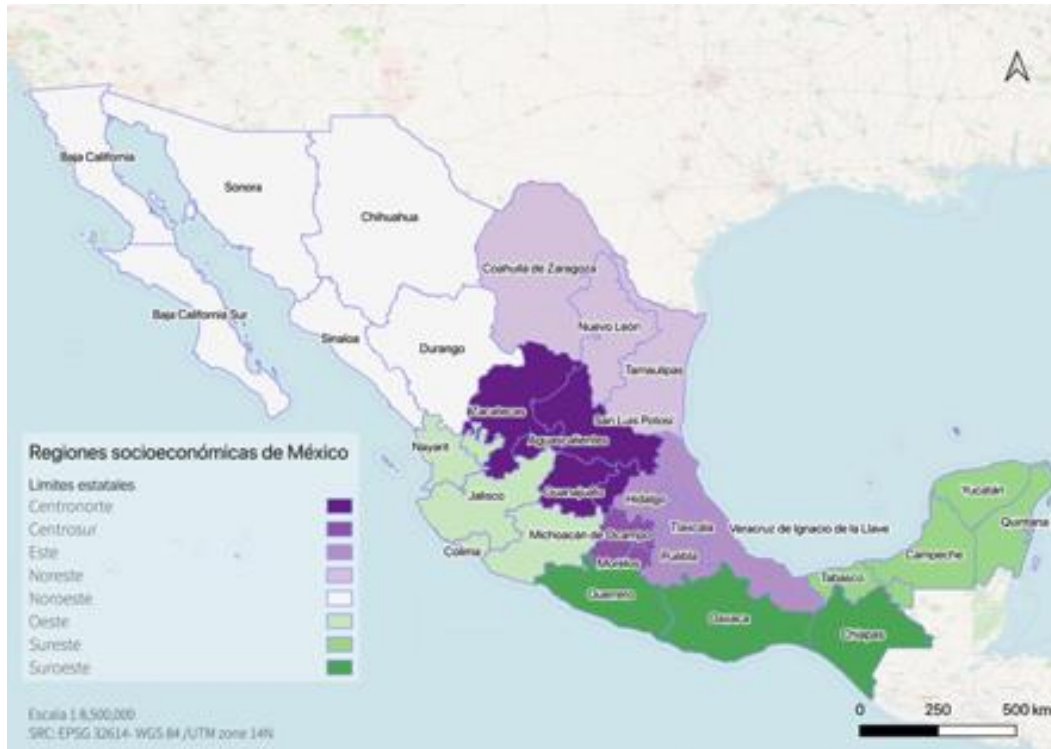 Baja California
Sonora
Chihuahua
Coahuila de Zaragoza
Baja California Sur
Sinaloa
Durango
Nuevo León
Tamaulipas
Zacatecas
San Luis Potosí
Aguascalientes
Nayarit
Jalisco
Guanajuato
Hidalgo
Colima
Michoacán de Ocampo
Tlaxcala
Veracruz de Ignacio de la Llave
Morelos
Puebla
Guerrero
Oaxaca
Chiapas
Tabasco
Campeche
Yucatán
Quintana
Regiones socioeconómicas de México
Límites estatales
Centronorte
Centrosur
Este
Noreste
Noroeste
Oeste
Sureste
Suroeste
Escala 1:8,500,000
SRC: EPSG 32614- WGS 84 /UTM zone 14N
0 250 500 km